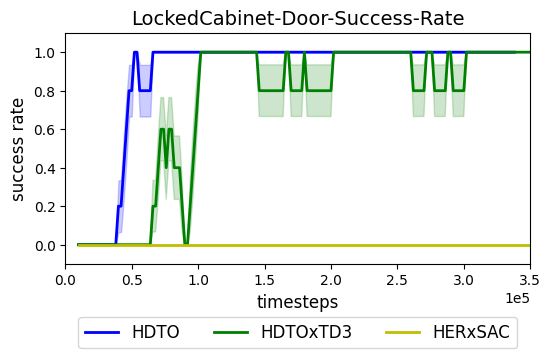 LockedCabinet-Door-Success-Rate
1.0
0.8
0.6
0.4
0.2
0.0
success rate
0.0 0.5 1.0 1.5 2.0 2.5 3.0 3.5
1e5
timesteps
HDTO HDTOxTD3 HERxSAC